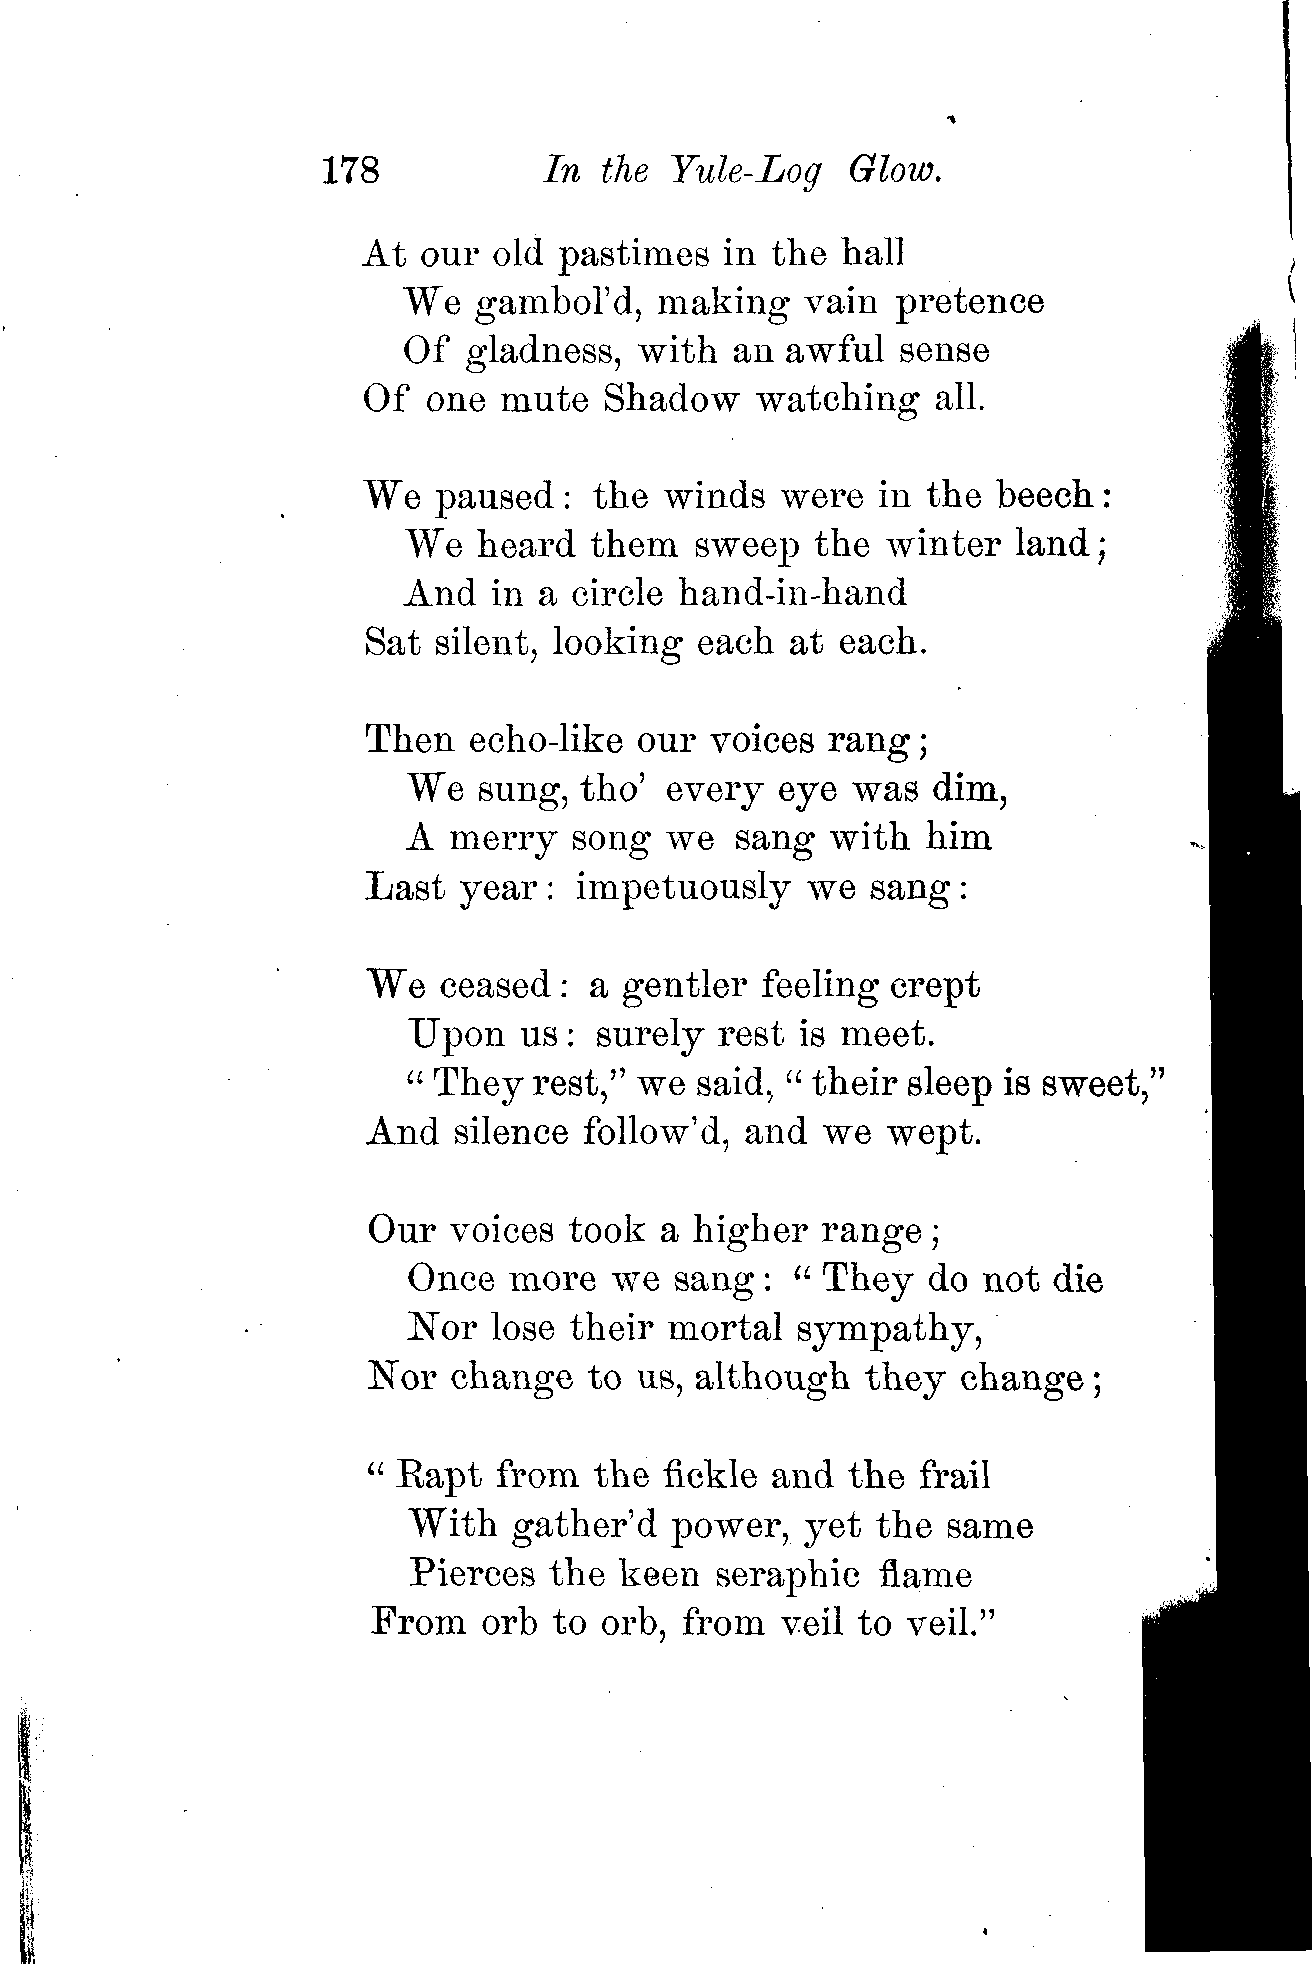 178 In the Yule-Log Glow.
At our old pastimes in the hall
We gambol'd, making vain pretence
Of gladness, with an awful sense
Of one mute Shadow watching all.
We paused: the winds were in the beech:
We heard them sweep the winter land;
And in a circle hand-in-hand
Sat silent, looking each at each.
Then echo-like our voices rang;
We sung, tho' every eye was dim,
A merry song we sang with him
Last year: impetuously we sang:
We ceased: a gentler feeling crept
Upon us: surely rest is meet.
"They rest," we said, "their sleep is sweet,"
And silence follow'd, and we wept.
Our voices took a higher range;
Once more we sang: "They do not die
Nor lose their mortal sympathy,
Nor change to us, although they change;
"Rapt from the fickle and the frail
With gather'd power, yet the same
Pierces the keen seraphic flame
From orb to orb, from veil to veil."